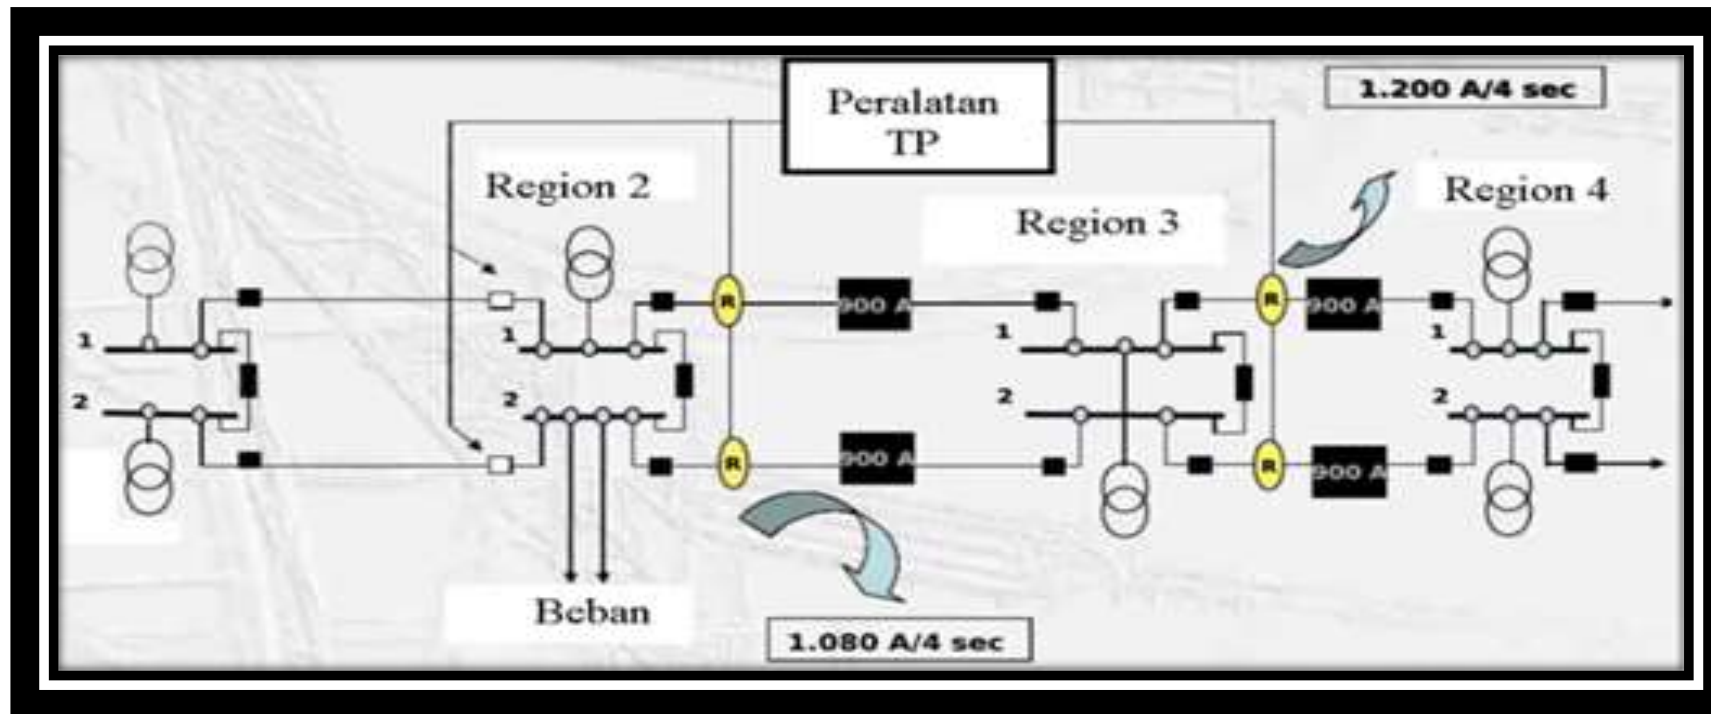 Peralatan
TP
1.200 A/4 sec
Region 2
Region 3
Region 4
R
900 A
R
900 A
1
1
1
1
2
2
2
2
R
900 A
R
900 A
Beban
1.080 A/4 sec